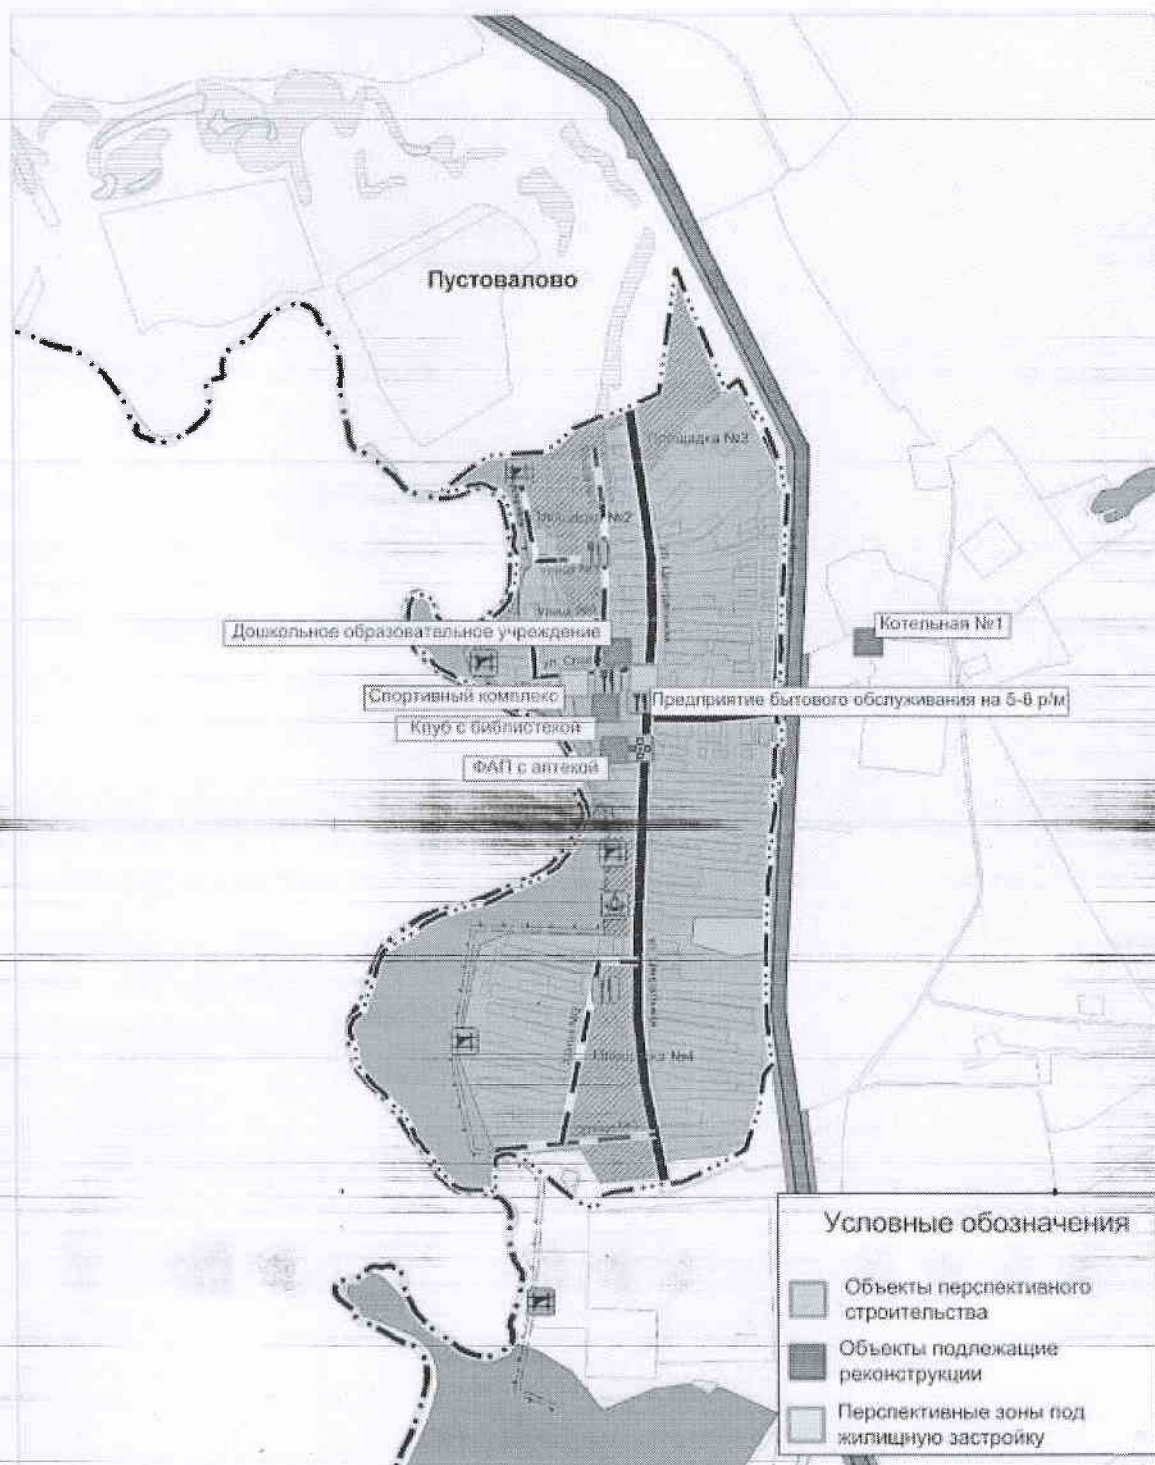 Пустовалово
Площадка №3
Площадка №2
Дошкольное образовательное учреждение
Котельная №1
Спортивный комплекс
Предприятие бытового обслуживания на 5-6 р/м
Клуб с библистекой
ФАП с аптекой
Площадка №4
Условные обозначения
Объекты перспективного
строительства
Объекты подлежащие
реконструкции
Перспективные зоны под
жилищную застройку